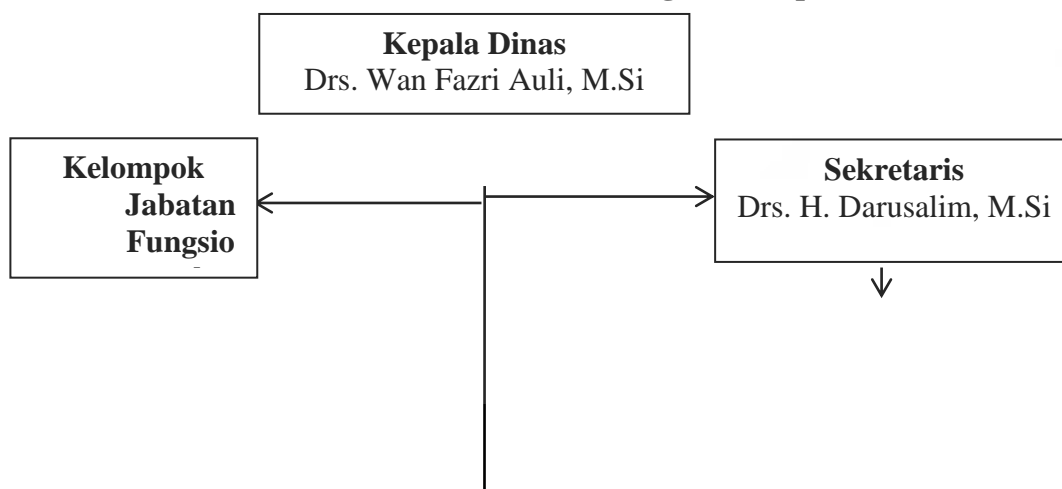 Kepala Dinas
Drs. Wan Fazri Auli, M.Si
Kelompok
Jabatan
Fungsio
Sekretaris
Drs. H. Darusalim, M.Si